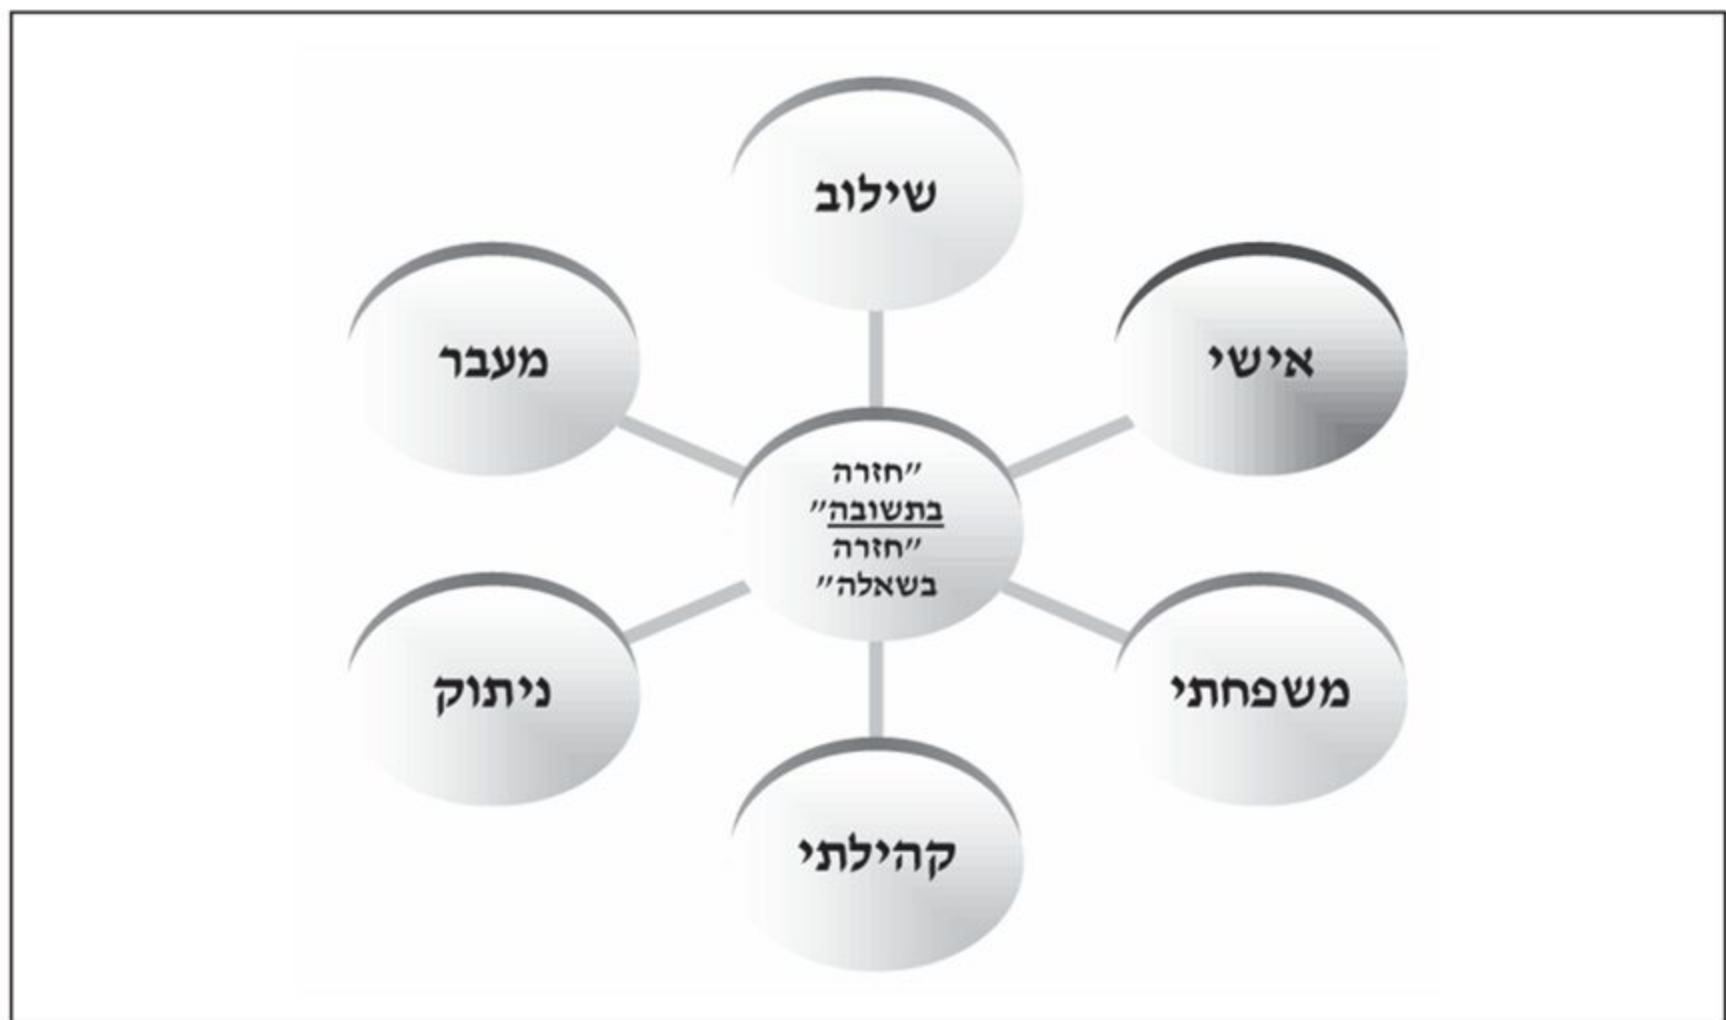 שילוב
אישי
מעבר
"חזרה
בתשובה"
"חזרה
בשאלה"
משפחתי
ניתוק
קהילתי